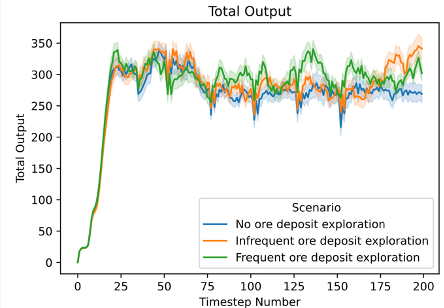 Total Output
350
300
250
200
150
100
50
0
Total Output
Scenario
No ore deposit exploration
Infrequent ore deposit exploration
Frequent ore deposit exploration
0 25 50 75 100 125 150 175 200
Timestep Number